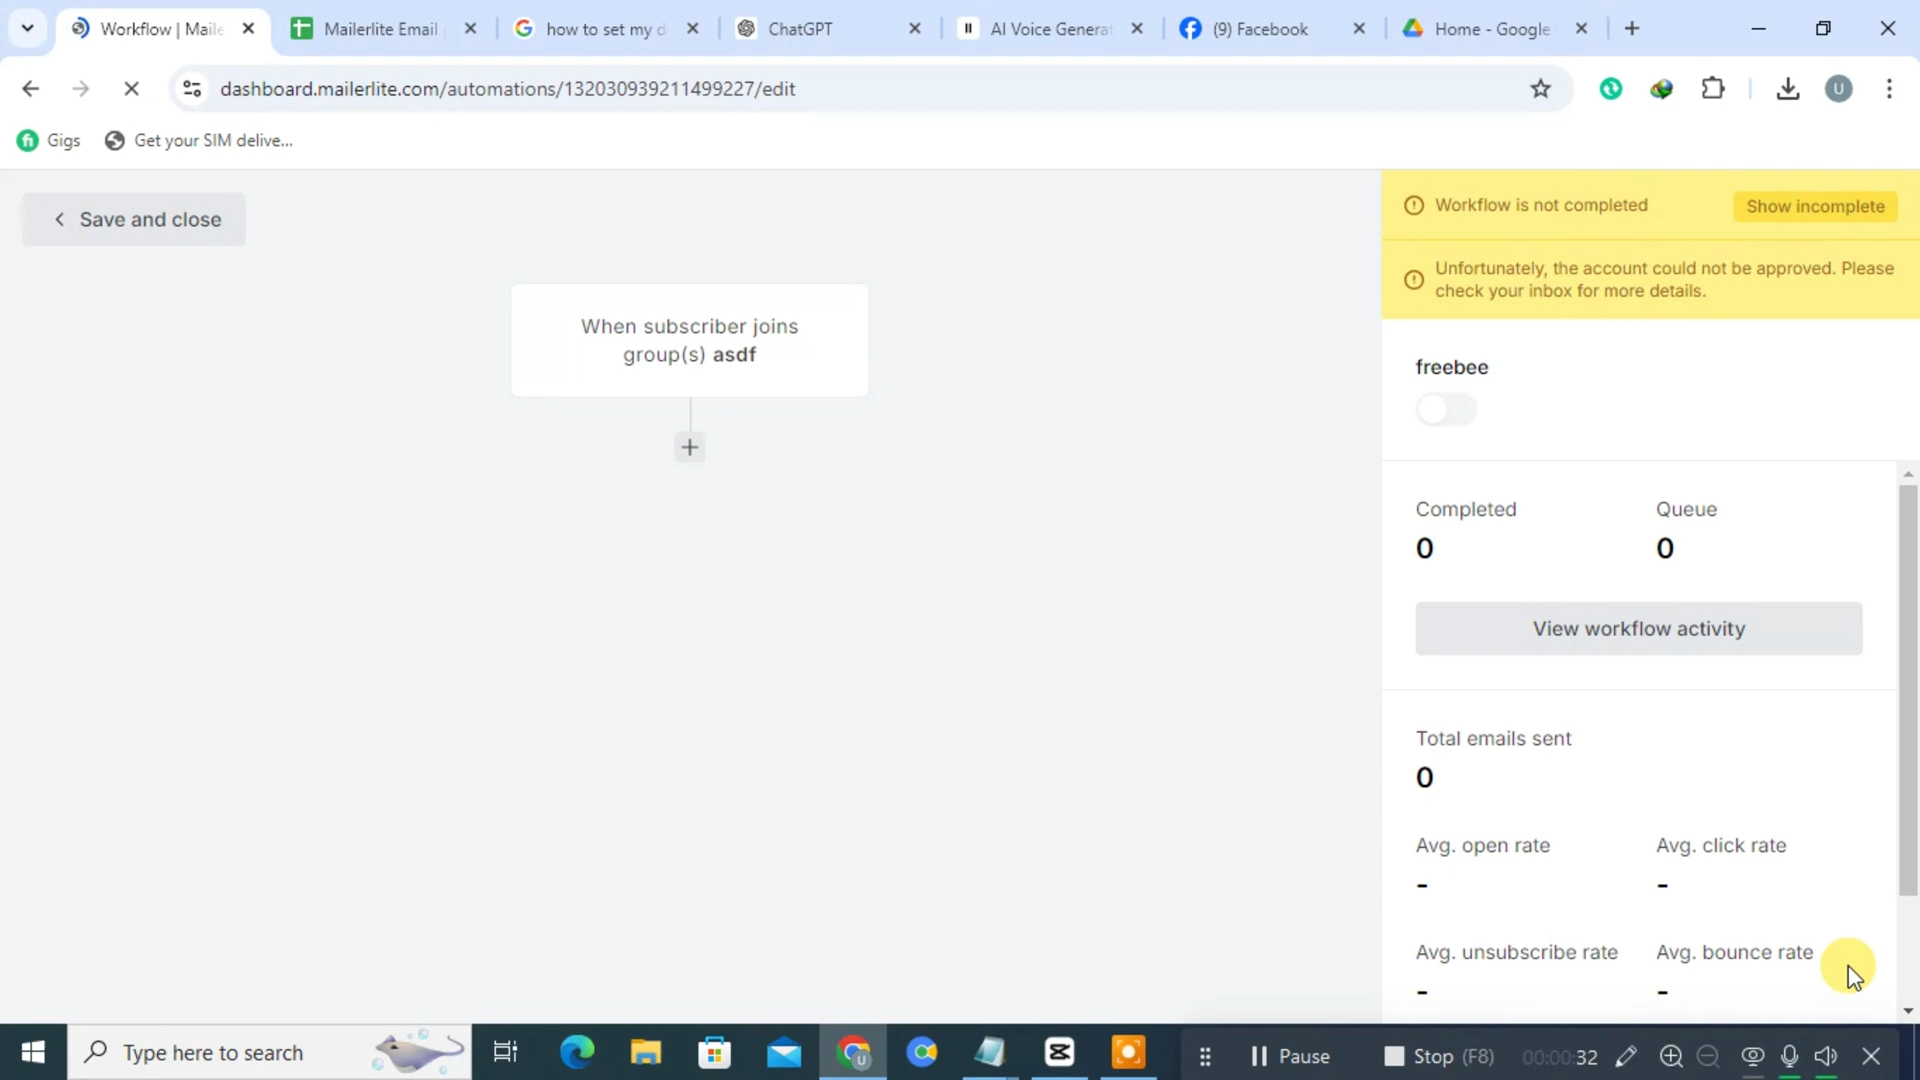 Workflow | Maile
Mailerlite Email
how to set my d
ChatGPT
AI Voice Generat
(9) Facebook
Home - Google
dashboard.mailerlite.com/automations/132030939211499227/edit
U
Gigs
Get your SIM delive...
Save and close
When subscriber joins
group(s) asdf
Workflow is not completed
Show incomplete
Unfortunately, the account could not be approved. Please
check your inbox for more details.
freebee
Completed
Queue
0
0
View workflow activity
Total emails sent
0
Avg. open rate
Avg. click rate
-
-
Avg. unsubscribe rate
Avg. bounce rate
-
-
Type here to search
Pause
Stop (F8)
00:00:32